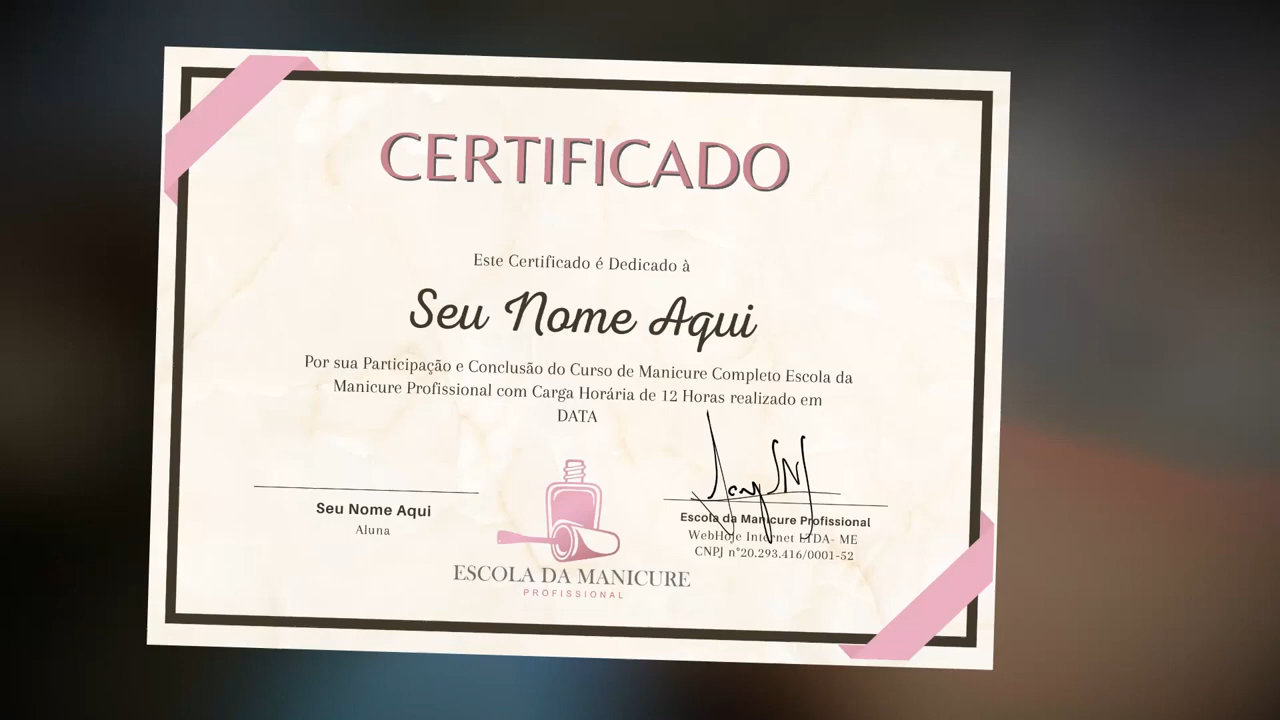 CERTIFICADO
Este Certificado é Dedicado à
Seu Nome Aqui
Por sua Participação e Conclusão do Curso de Manicure Completo Escola da
Manicure Profissional com Carga Horária de 12 Horas realizado em
DATA
Seu Nome Aqui
Aluna
Escola da Manicure Profissional
WebHoje Internet LTDA- ME
CNPJ n°20.293.416/0001-52
ESCOLA DA MANICURE
PROFISSIONAL